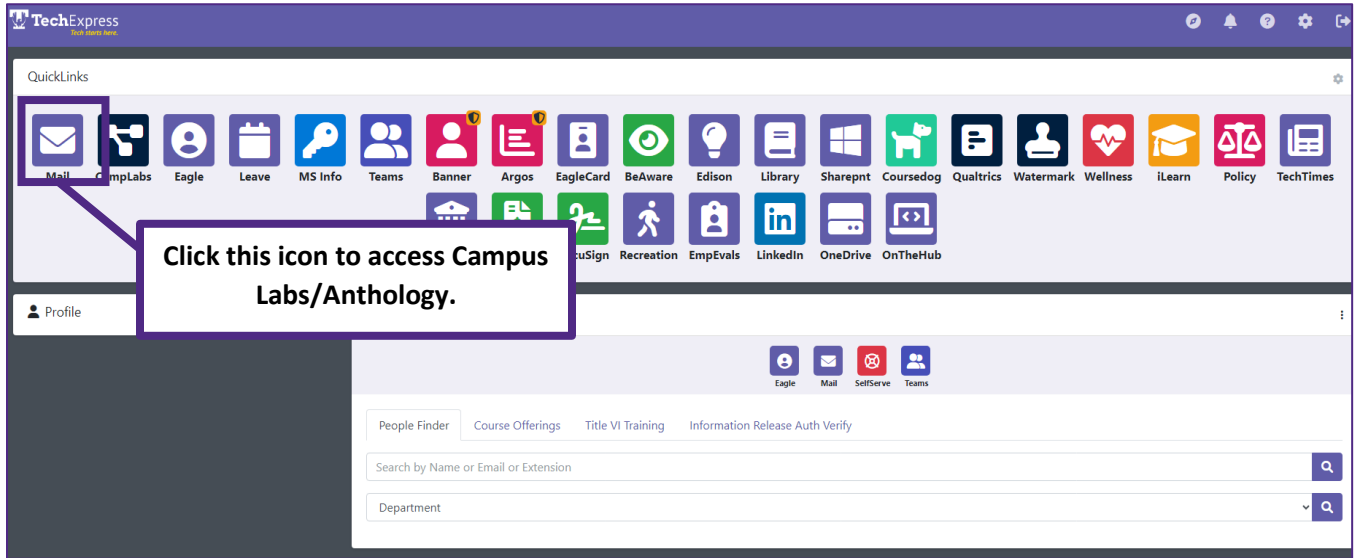 TechExpress
Tech starts here.
QuickLinks
Mail CampLabs Eagle Leave MS Info Teams Banner Argos EagleCard BeAware Edison Library Sharepnt Coursedog Qualtrics Watermark Wellness iLearn Policy TechTimes
cuSign Recreation EmpEvals LinkedIn OneDrive OnTheHub
Click this icon to access Campus
Labs/Anthology.
Profile
Eagle Mail SelfServe Teams
People Finder Course Offerings Title VI Training Information Release Auth Verify
Search by Name or Email or Extension
Department